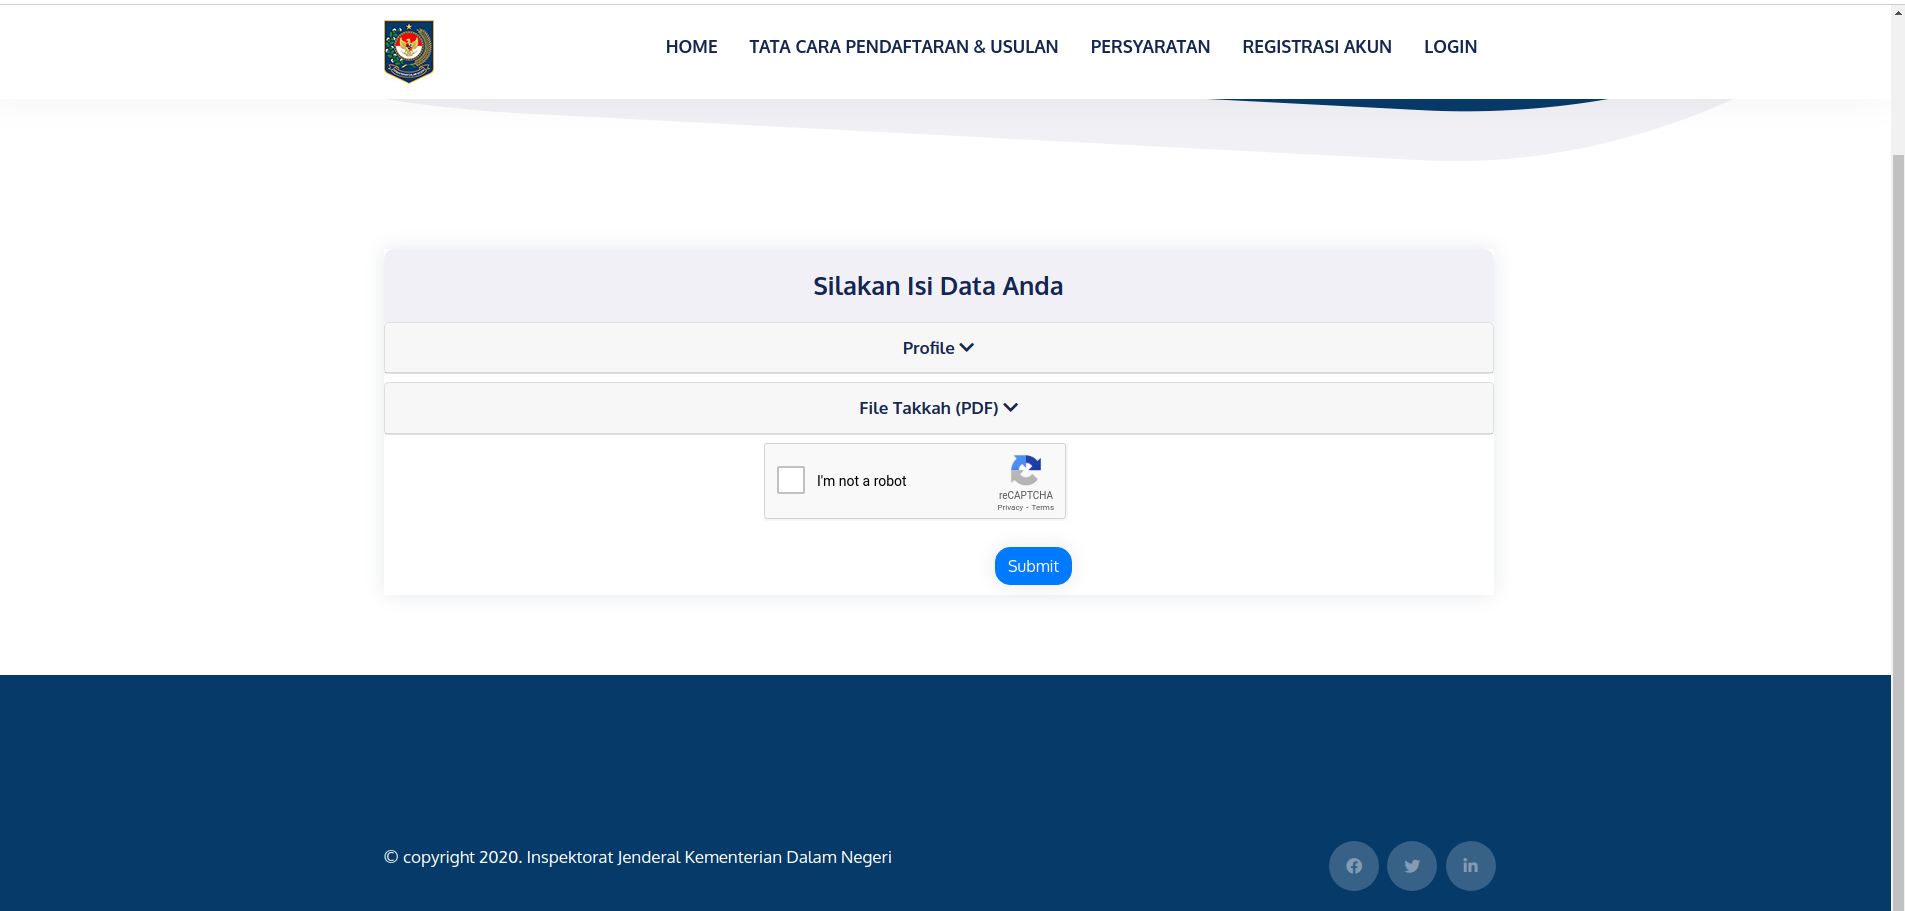 HOME TATA CARA PENDAFTARAN & USULAN PERSYARATAN REGISTRASI AKUN LOGIN
Silakan Isi Data Anda
Profile
File Takkah (PDF)
I'm not a robot
reCAPTCHA
Privacy - Terms
Submit
© copyright 2020. Inspektorat Jenderal Kementerian Dalam Negeri